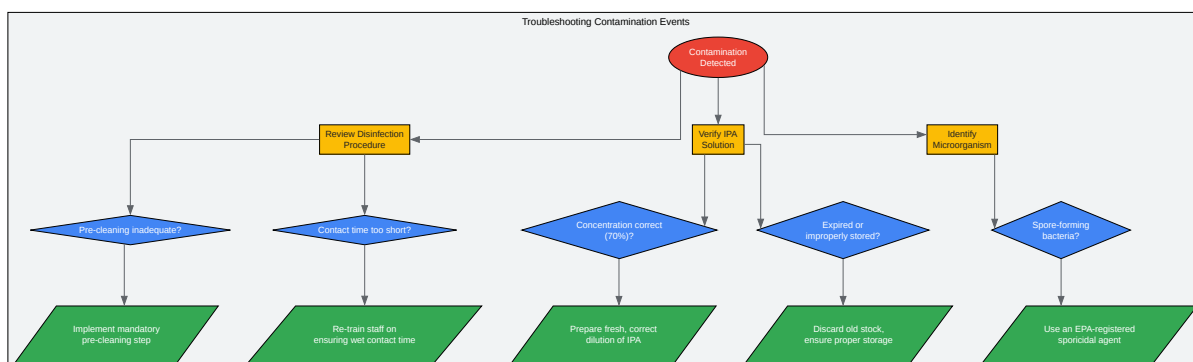 Troubleshooting Contamination Events
Contamination
Detected
Review Disinfection
Procedure
Verify IPA
Solution
Identify
Microorganism
Pre-cleaning inadequate?
Contact time too short?
Concentration correct
(70%)?
Expired or
improperly stored?
Spore-forming
bacteria?
Implement mandatory
pre-cleaning step
Re-train staff on
ensuring wet contact time
Prepare fresh, correct
dilution of IPA
Discard old stock,
ensure proper storage
Use an EPA-registered
sporicidal agent